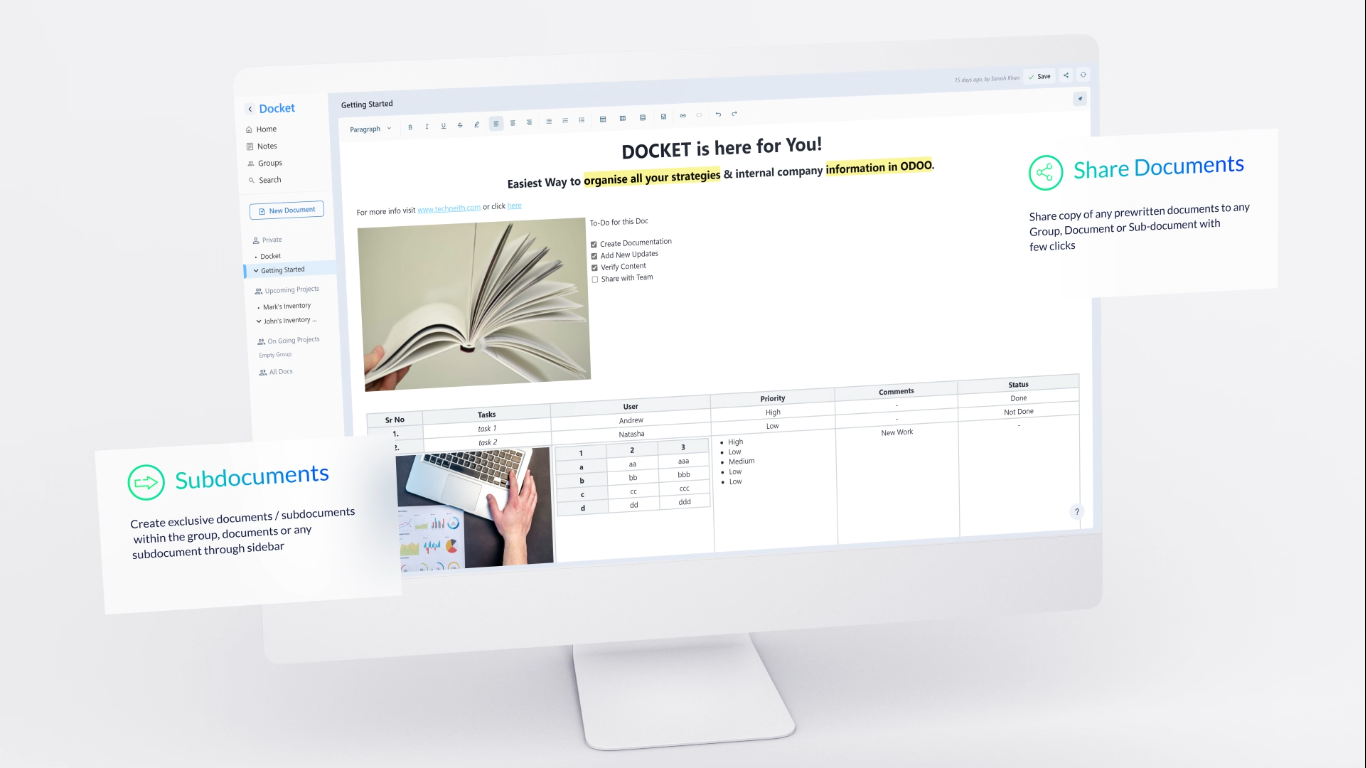 Docket
Home
Notes
Groups
Search
New Document
Private
Docket
Getting Started
Upcoming Projects
Mark's Inventory
John's Inventory ...
On Going Projects
Empty Group
All Docs
Getting Started
15 days ago, by Danish Khan
Save
Paragraph
B I U S
DOCKET is here for You!
Easiest Way to organise all your strategies & internal company information in ODOO.
For more info visit www.techneith.com or click here
To-Do for this Doc
Create Documentation
Add New Updates
Verify Content
Share with Team
Sr No Tasks User Priority Comments Status
1. task 1 Andrew High - Done
2. task 2 Natasha Low - Not Done
1 2 3
a aa aaa
b bb bbb
c cc ccc
d dd ddd
High
Low
Medium
Low
Low
New Work
-
?
Share Documents
Share copy of any prewritten documents to any
Group, Document or Sub-document with
few clicks
Subdocuments
Create exclusive documents / subdocuments
within the group, documents or any
subdocument through sidebar